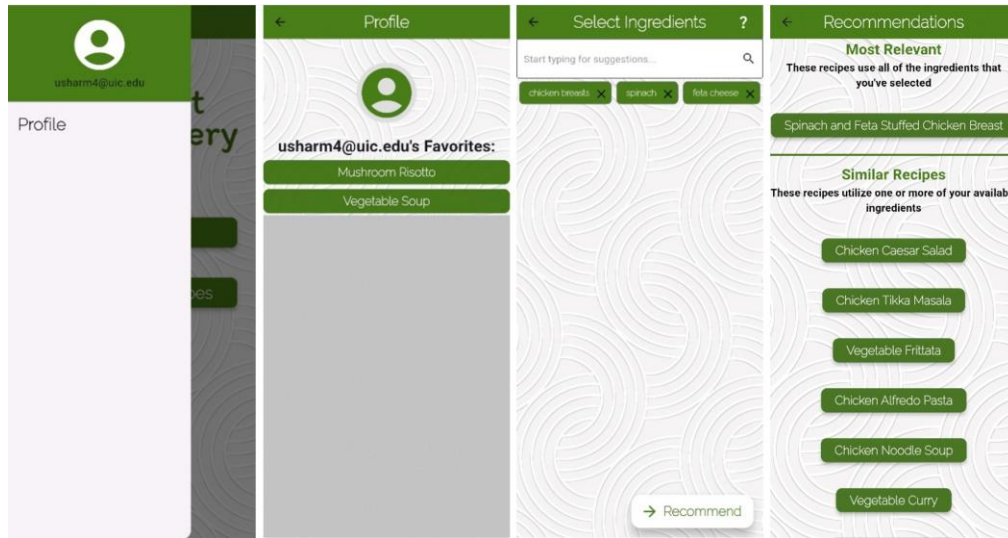 usharm4@uic.edu
Profile
t
ery
pes
Profile
usharm4@uic.edu's Favorites:
Mushroom Risotto
Vegetable Soup
Select Ingredients ?
Start typing for suggestions...
chicken breasts X spinach X feta cheese X
→ Recommend
Recommendations
Most Relevant
These recipes use all of the ingredients that
you've selected
Spinach and Feta Stuffed Chicken Breast
Similar Recipes
These recipes utilize one or more of your availab
ingredients
Chicken Caesar Salad
Chicken Tikka Masala
Vegetable Frittata
Chicken Alfredo Pasta
Chicken Noodle Soup
Vegetable Curry